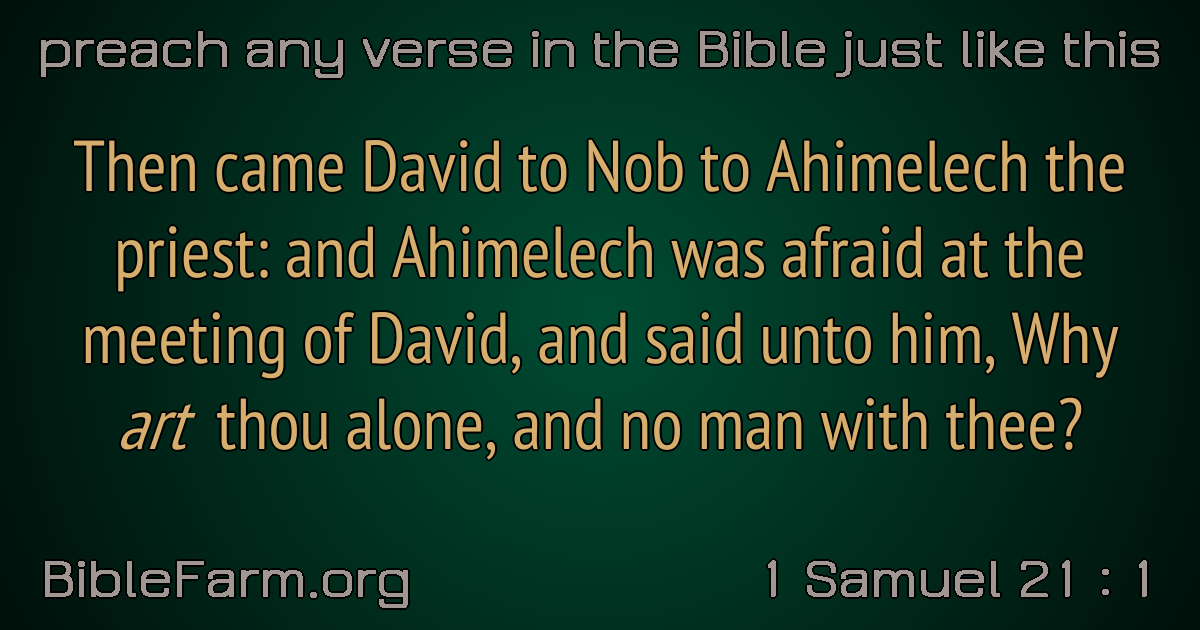 preach any verse in the Bible just like this
Then came David to Nob to Ahimelech the
priest: and Ahimelech was afraid at the
meeting of David, and said unto him, Why
art thou alone, and no man with thee?
BibleFarm.org
1 Samuel 21 : 1